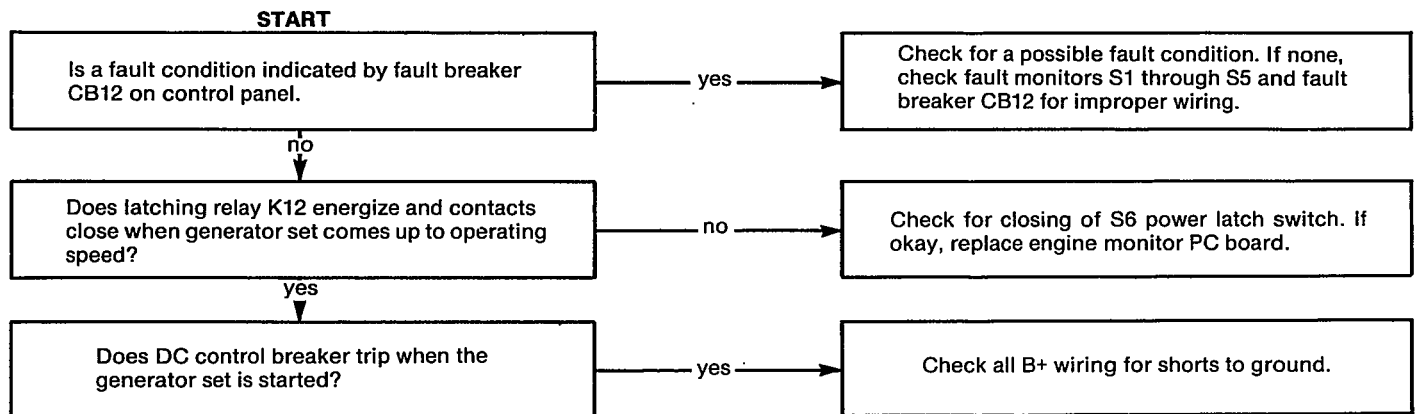 START
Is a fault condition indicated by fault breaker
CB12 on control panel.
yes
Check for a possible fault condition. If none,
check fault monitors S1 through S5 and fault
breaker CB12 for improper wiring.
no
Does latching relay K12 energize and contacts
close when generator set comes up to operating
speed?
no
Check for closing of S6 power latch switch. If
okay, replace engine monitor PC board.
yes
Does DC control breaker trip when the
generator set is started?
yes
Check all B+ wiring for shorts to ground.